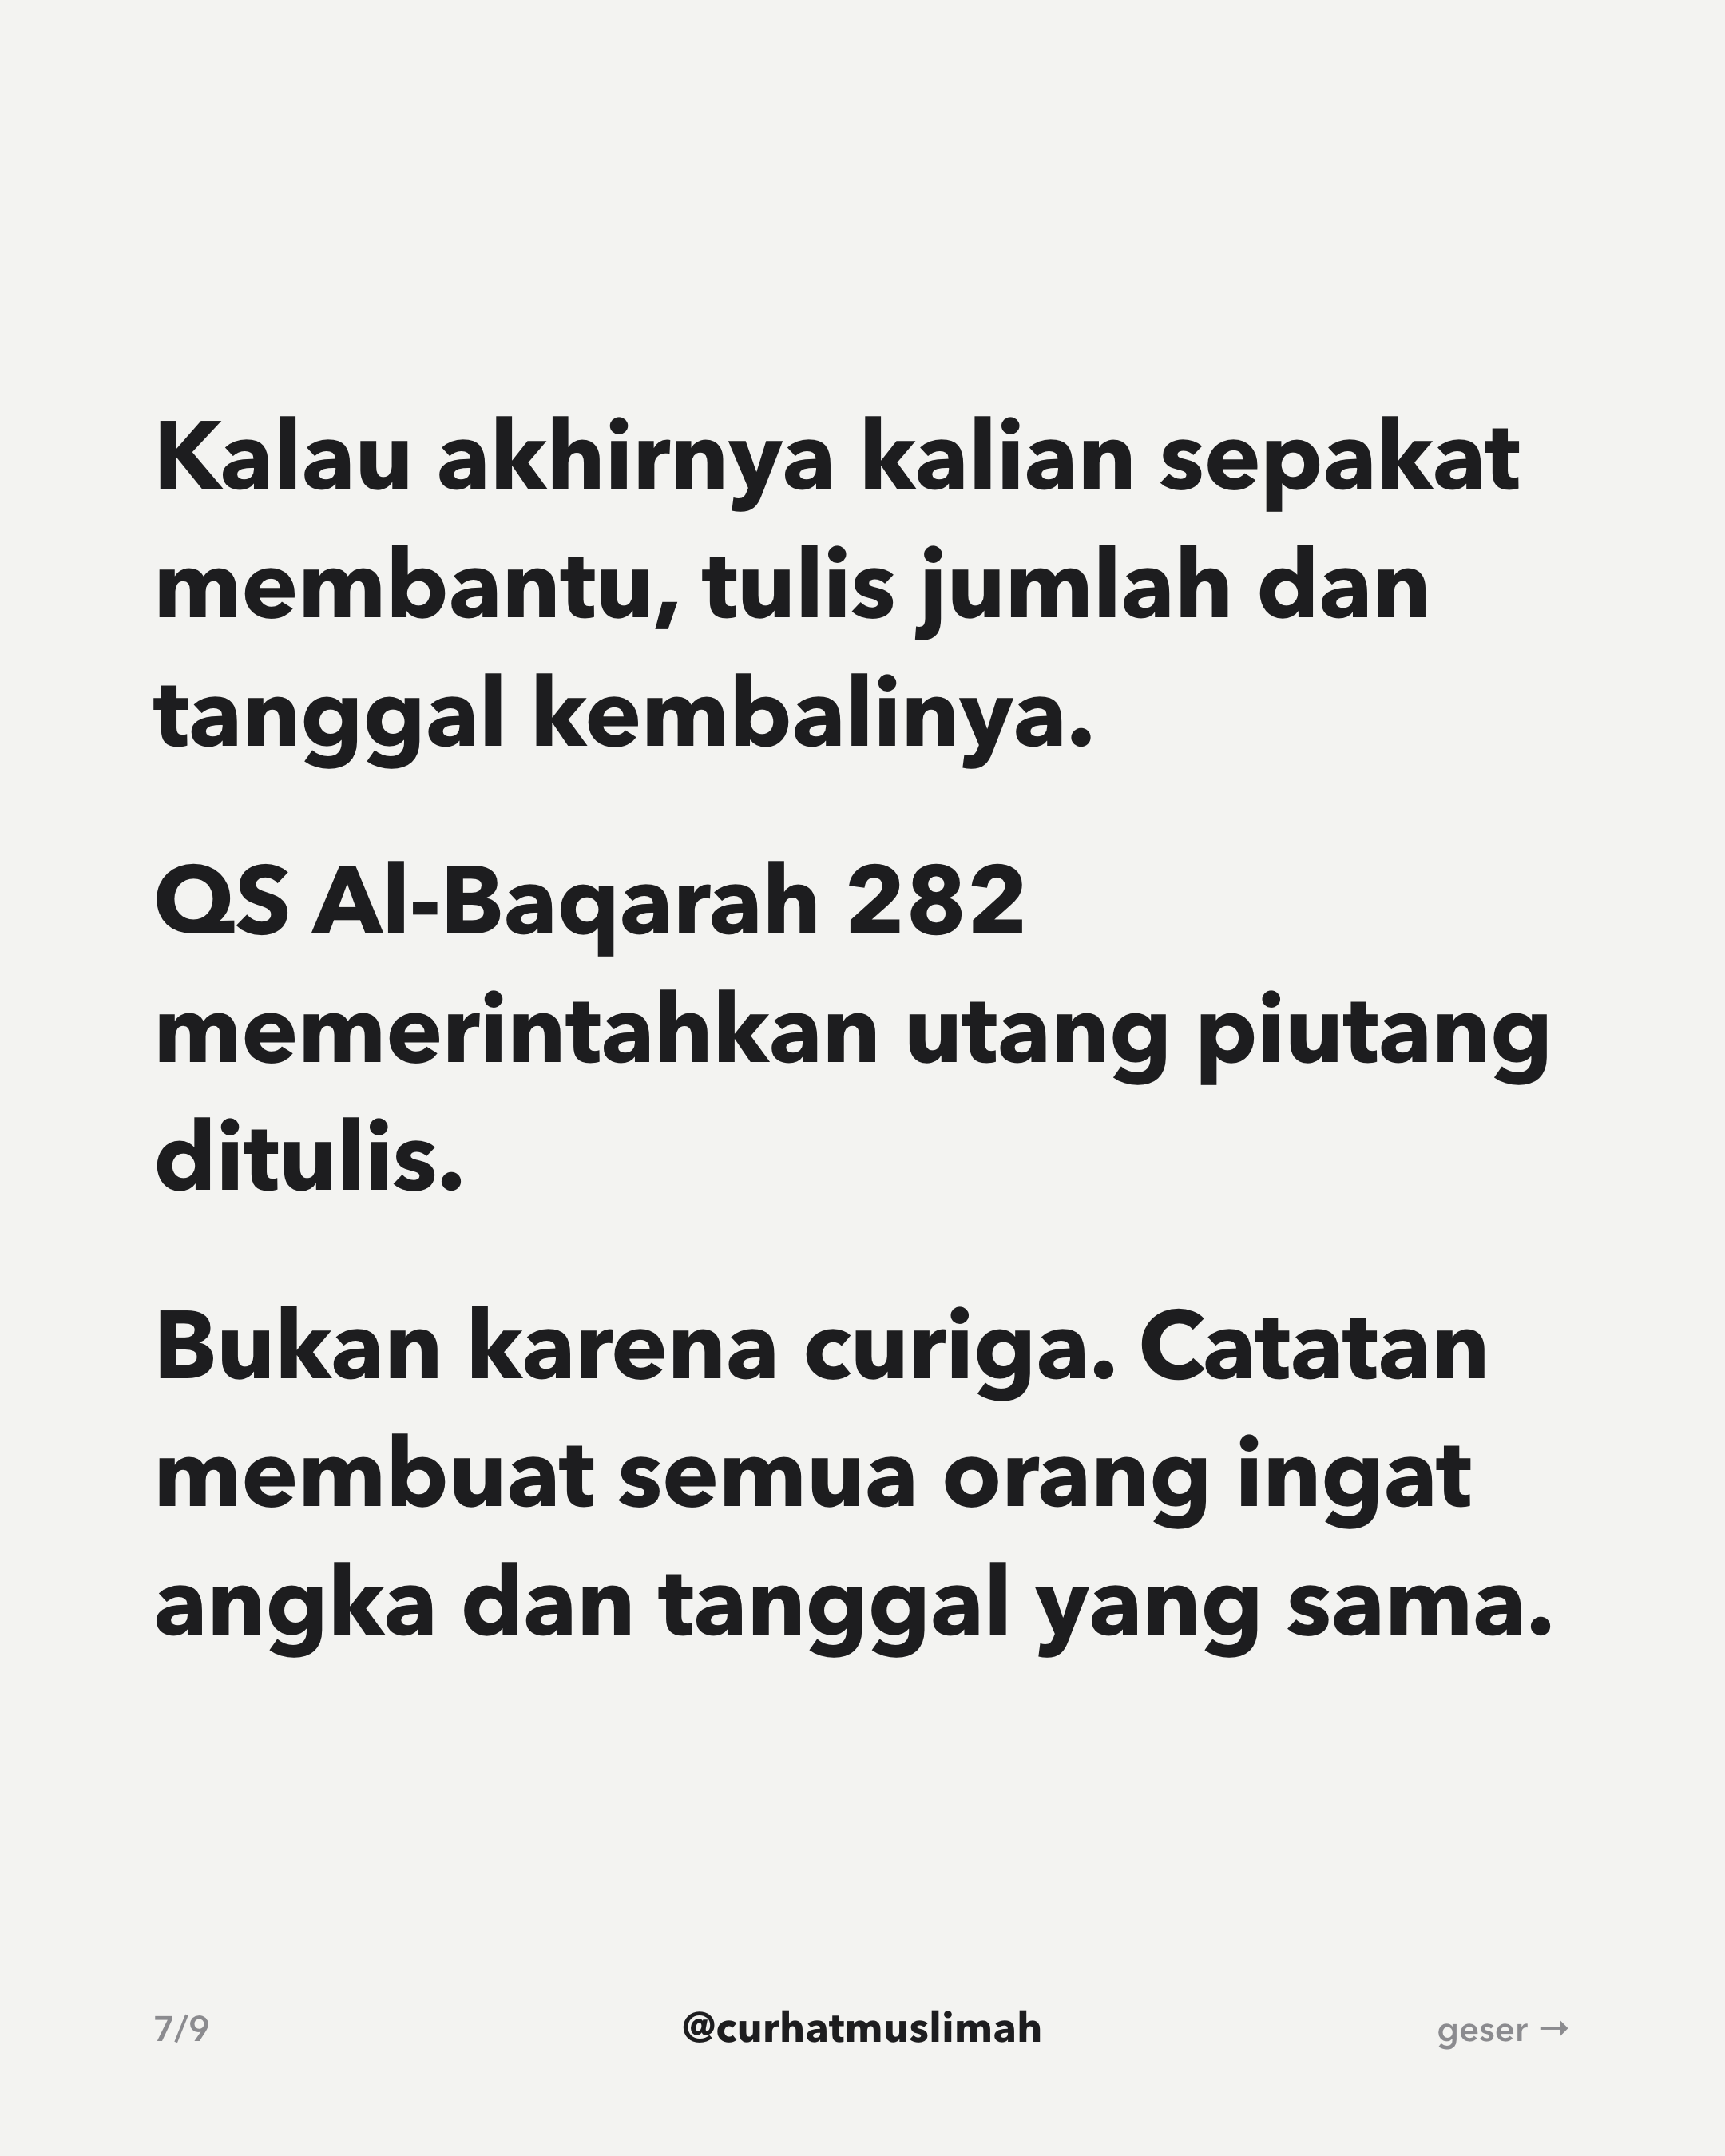 Kalau akhirnya kalian sepakat
membantu, tulis jumlah dan
tanggal kembalinya.
QS Al-Baqarah 282
memerintahkan utang piutang
ditulis.
Bukan karena curiga. Catatan
membuat semua orang ingat
angka dan tanggal yang sama.
7/9
@curhatmuslimah
geser →